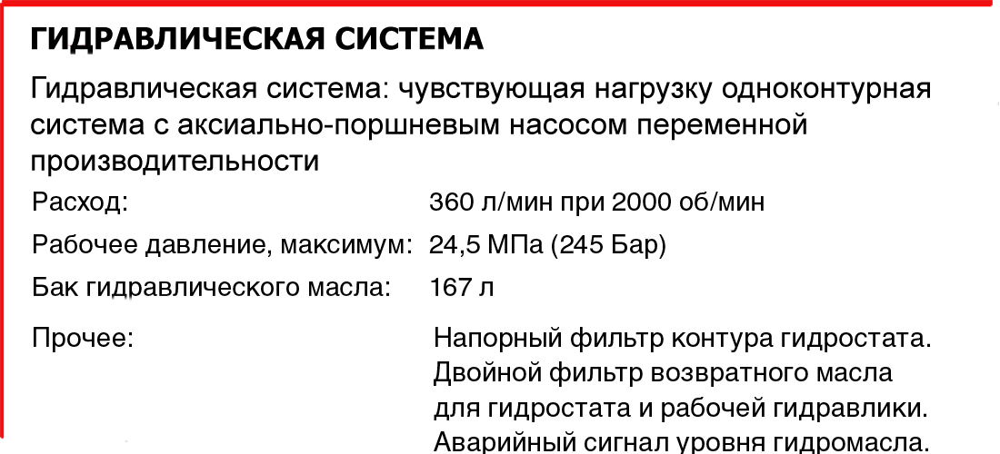 ГИДРАВЛИЧЕСКАЯ СИСТЕМА
Гидравлическая система: чувствующая нагрузку одноконтурная
система с аксиально-поршневым насосом переменной
производительности
Расход: 360 л/мин при 2000 об/мин
Рабочее давление, максимум: 24,5 МПа (245 Бар)
Бак гидравлического масла: 167 л
Прочее: Напорный фильтр контура гидростата.
Двойной фильтр возвратного масла
для гидростата и рабочей гидравлики.
Аварийный сигнал уровня гидромасла.